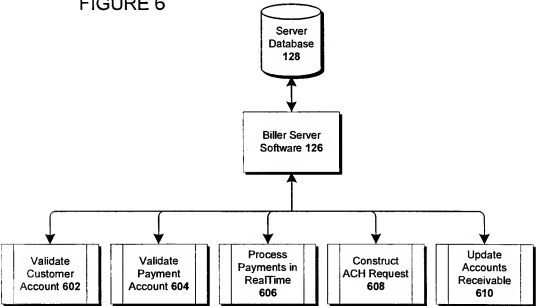 FIGURE 6
Server
Database
128
Biller Server
Software 126
Validate
Customer
Account 602
Validate
Payment
Account 604
Process
Payments in
RealTime
606
Construct
ACH Request
608
Update
Accounts
Receivable
610